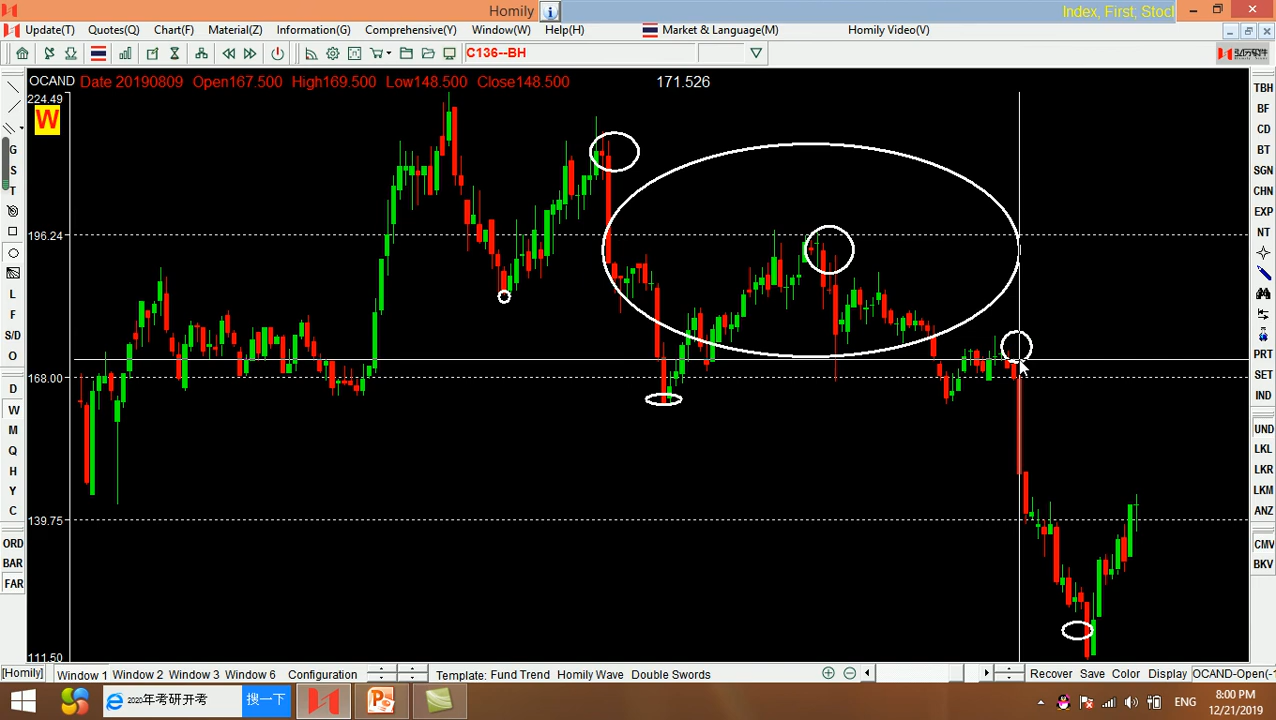 Homily
Index, First; Stocl
Update(T) Quotes(Q) Chart(F) Material(Z) Information(G) Comprehensive(Y) Window(W) Help(H) Market & Language(M) Homily Video(V)
C136--BH
OCAND Date 20190809 Open167.500 High169.500 Low148.500 Close148.500 171.526
224.49
W
196.24
168.00
139.75
111.50
G
S
T
L
F
S/D
O
D
W
M
Q
H
Y
C
ORD
BAR
FAR
TBH
BF
CD
BT
SGN
CHN
EXP
NT
PRT
SET
IND
UND
LKL
LKR
LKM
ANZ
CMV
BKV
[Homily] Window 1 Window 2 Window 3 Window 6 Configuration Template: Fund Trend Homily Wave Double Swords Recover Save Color Display OCAND-Open(-
2020年考研开考 搜一下
ENG
8:00 PM
12/21/2019